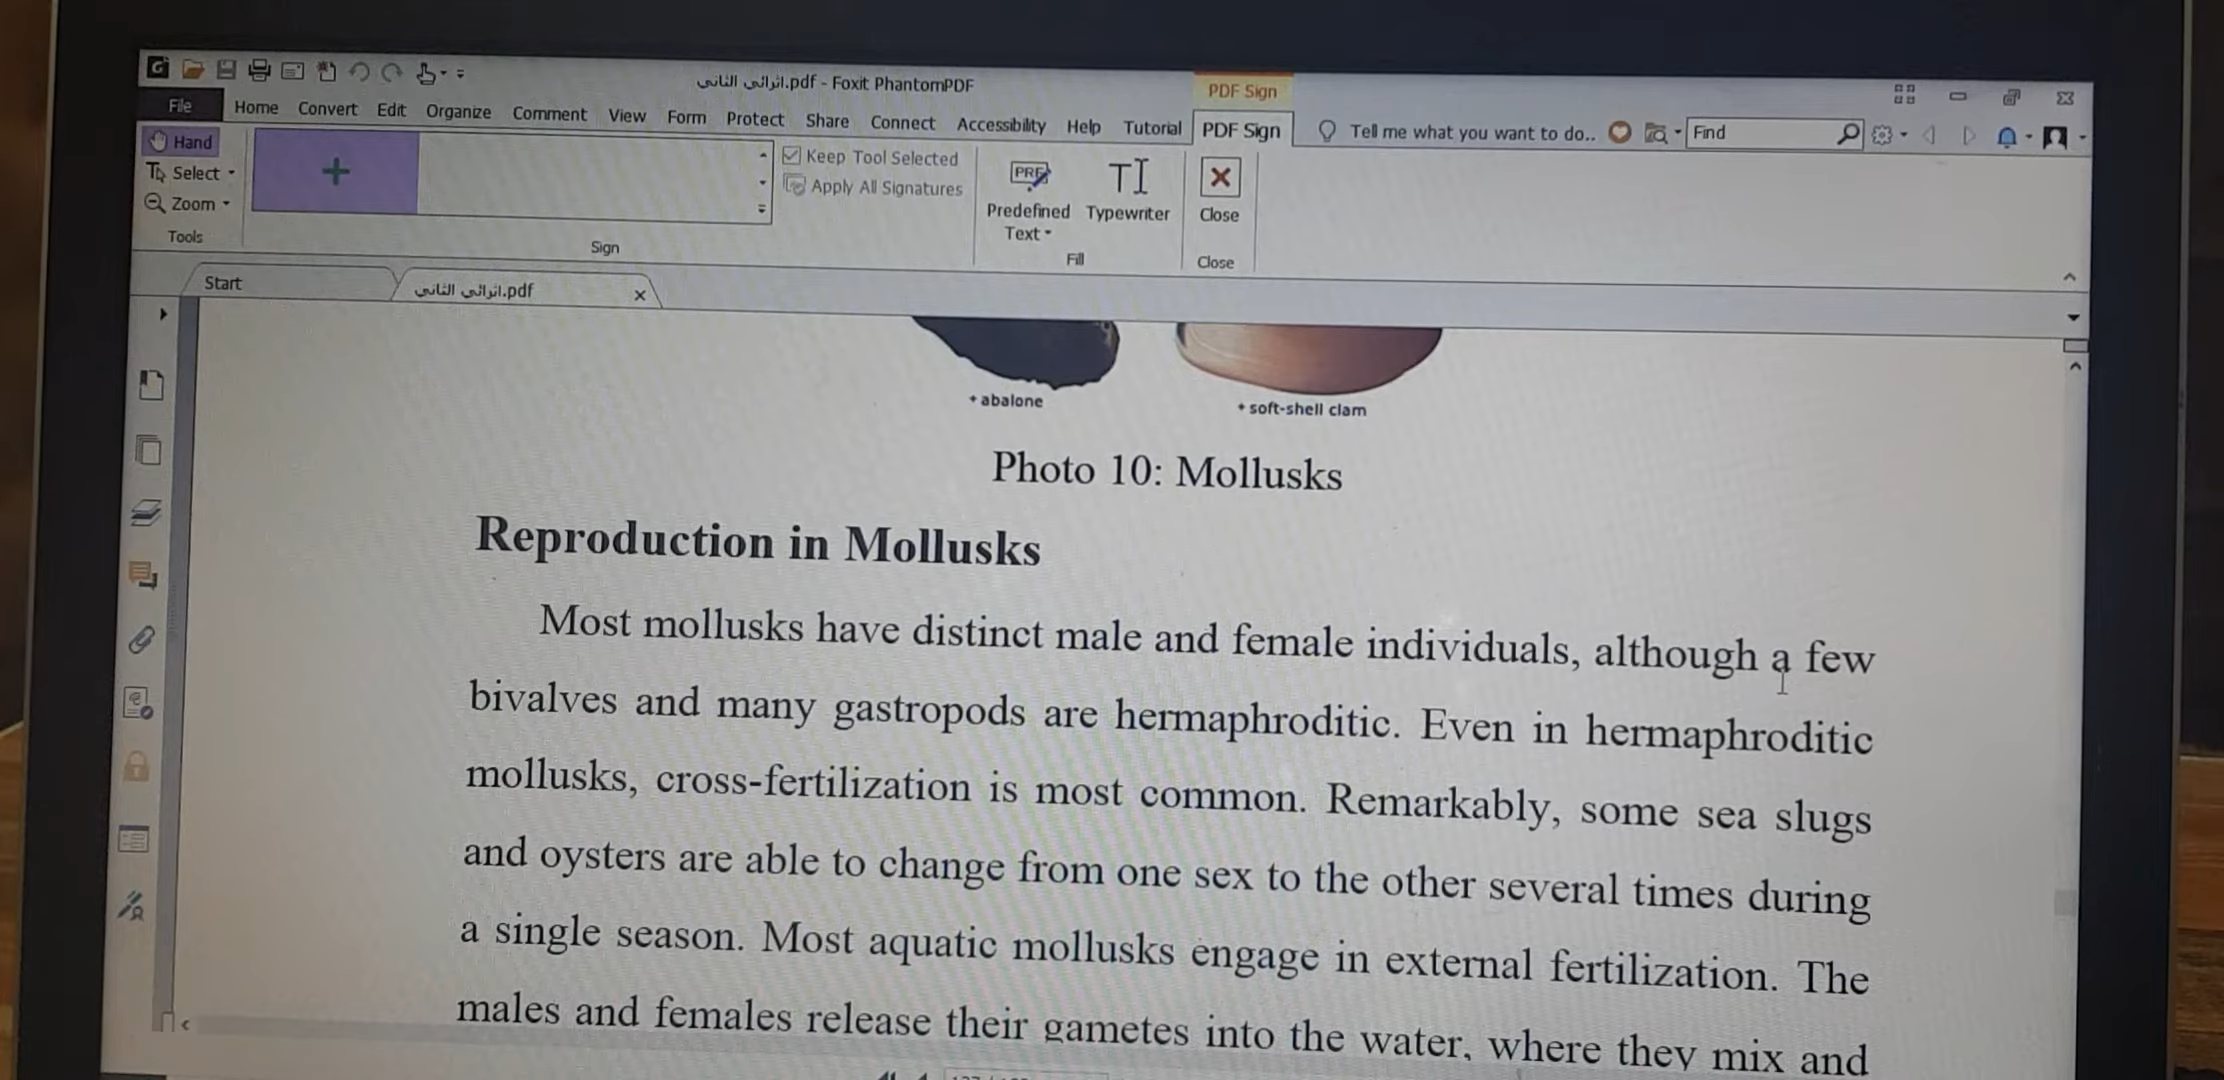 اثرائي الثاني.pdf - Foxit PhantomPDF
PDF Sign
File Home Convert Edit Organize Comment View Form Protect Share Connect Accessibility Help Tutorial PDF Sign Tell me what you want to do.. Find
Hand
Select
Zoom
Tools
Keep Tool Selected
Apply All Signatures
Sign
PRE
Predefined Text
Typewriter
Fill
Close
Close
Start
اثرائي الثاني.pdf
abalone
soft-shell clam
Photo 10: Mollusks
Reproduction in Mollusks
Most mollusks have distinct male and female individuals, although a few
bivalves and many gastropods are hermaphroditic. Even in hermaphroditic
mollusks, cross-fertilization is most common. Remarkably, some sea slugs
and oysters are able to change from one sex to the other several times during
a single season. Most aquatic mollusks engage in external fertilization. The
males and females release their gametes into the water, where they mix and